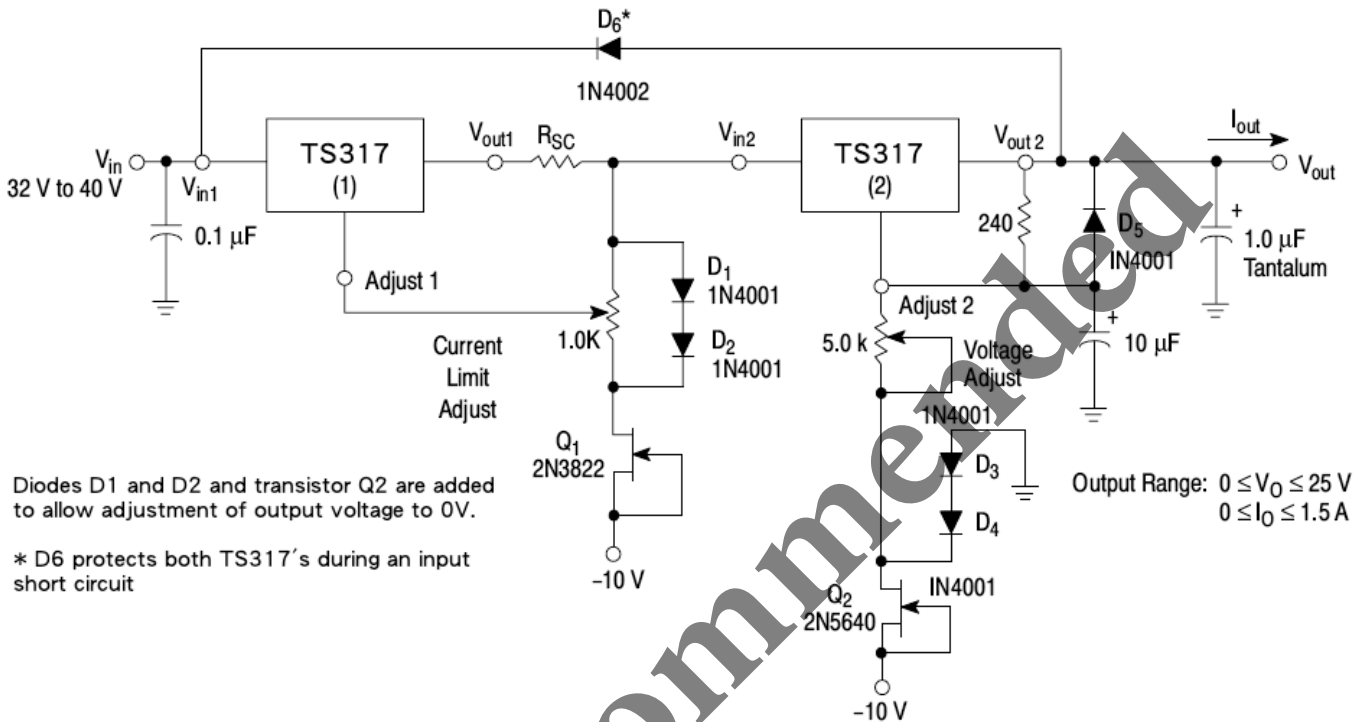 D6*
1N4002
Vin
32 V to 40 V
Vin1
0.1 μF
TS317
(1)
Vout1
RSC
Vin2
TS317
(2)
Vout 2
Iout
Vout
Adjust 1
1.0K
Current
Limit
Adjust
D1
1N4001
D2
1N4001
Q1
2N3822
–10 V
240
D5
IN4001
+
1.0 μF
Tantalum
Adjust 2
5.0 k
Voltage
Adjust
+
10 μF
1N4001
D3
D4
IN4001
Q2
2N5640
–10 V
Output Range: 0 ≤ VO ≤ 25 V
0 ≤ IO ≤ 1.5 A
Diodes D1 and D2 and transistor Q2 are added
to allow adjustment of output voltage to 0V.
* D6 protects both TS317′s during an input
short circuit
ommended